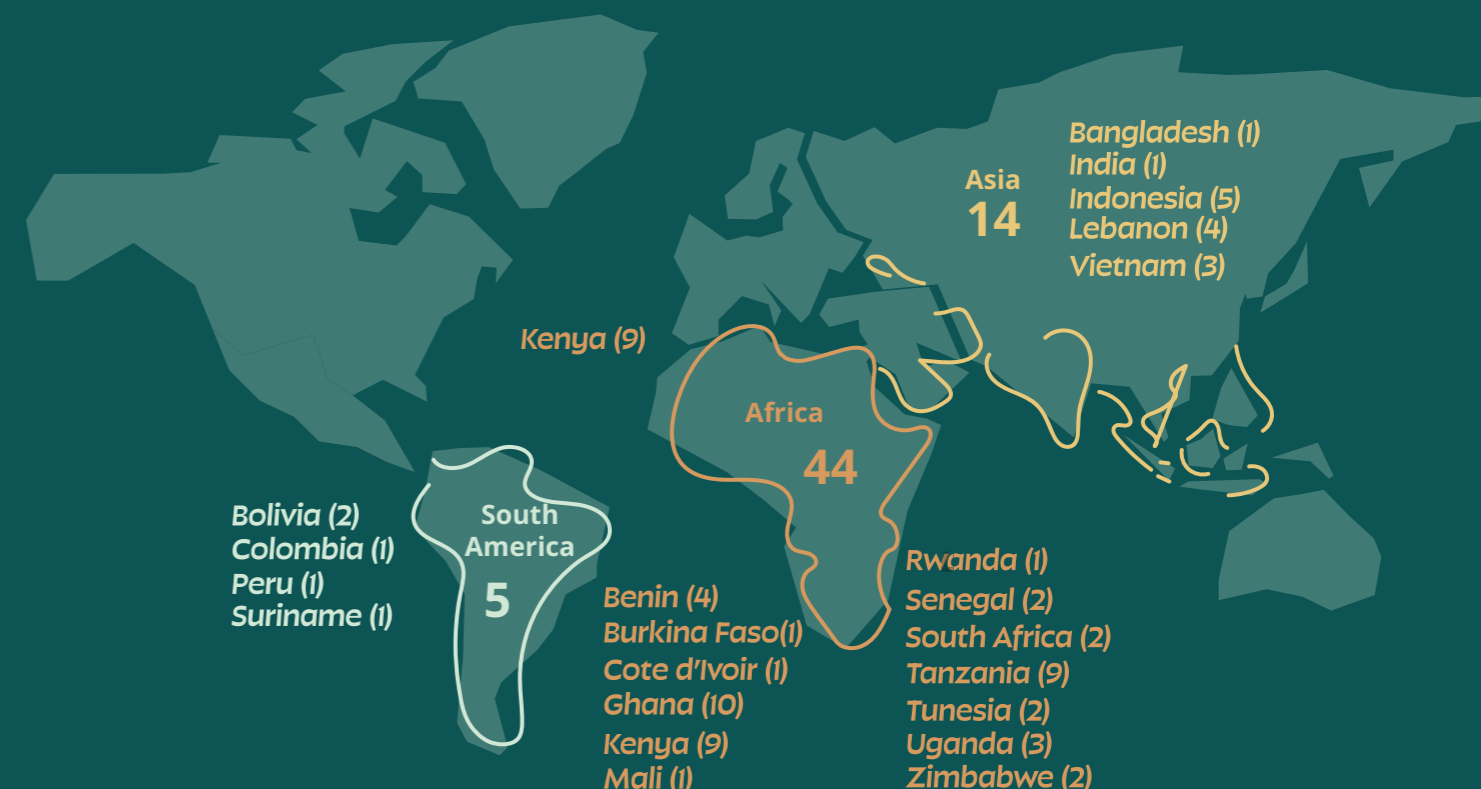 Asia
14
Bangladesh (1)
India (1)
Indonesia (5)
Lebanon (4)
Vietnam (3)
Kenya (9)
Africa
44
South
America
5
Bolivia (2)
Colombia (1)
Peru (1)
Suriname (1)
Benin (4)
Burkina Faso(1)
Cote d'Ivoir (1)
Ghana (10)
Kenya (9)
Mali (1)
Rwanda (1)
Senegal (2)
South Africa (2)
Tanzania (9)
Tunesia (2)
Uganda (3)
Zimbabwe (2)